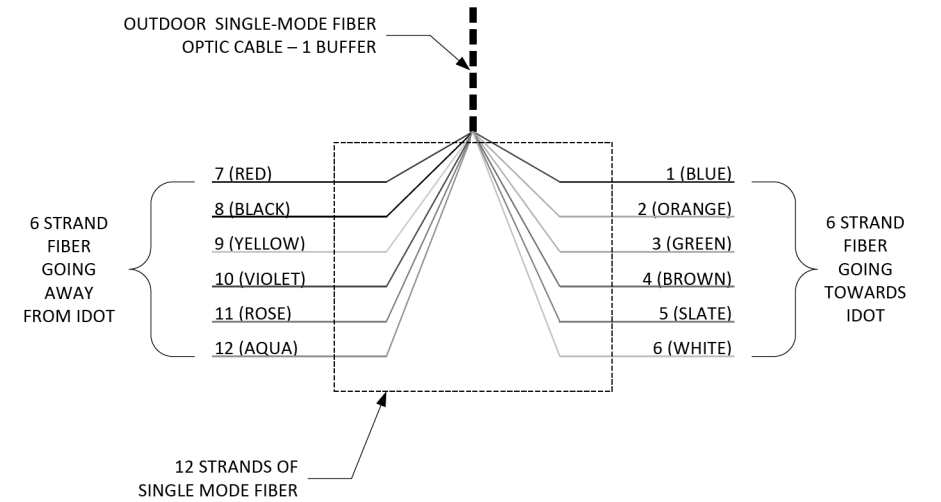 OUTDOOR SINGLE-MODE FIBER
OPTIC CABLE – 1 BUFFER
7 (RED)
8 (BLACK)
9 (YELLOW)
10 (VIOLET)
11 (ROSE)
12 (AQUA)
1 (BLUE)
2 (ORANGE)
3 (GREEN)
4 (BROWN)
5 (SLATE)
6 (WHITE)
6 STRAND
FIBER
GOING
AWAY
FROM IDOT
6 STRAND
FIBER
GOING
TOWARDS
IDOT
12 STRANDS OF
SINGLE MODE FIBER